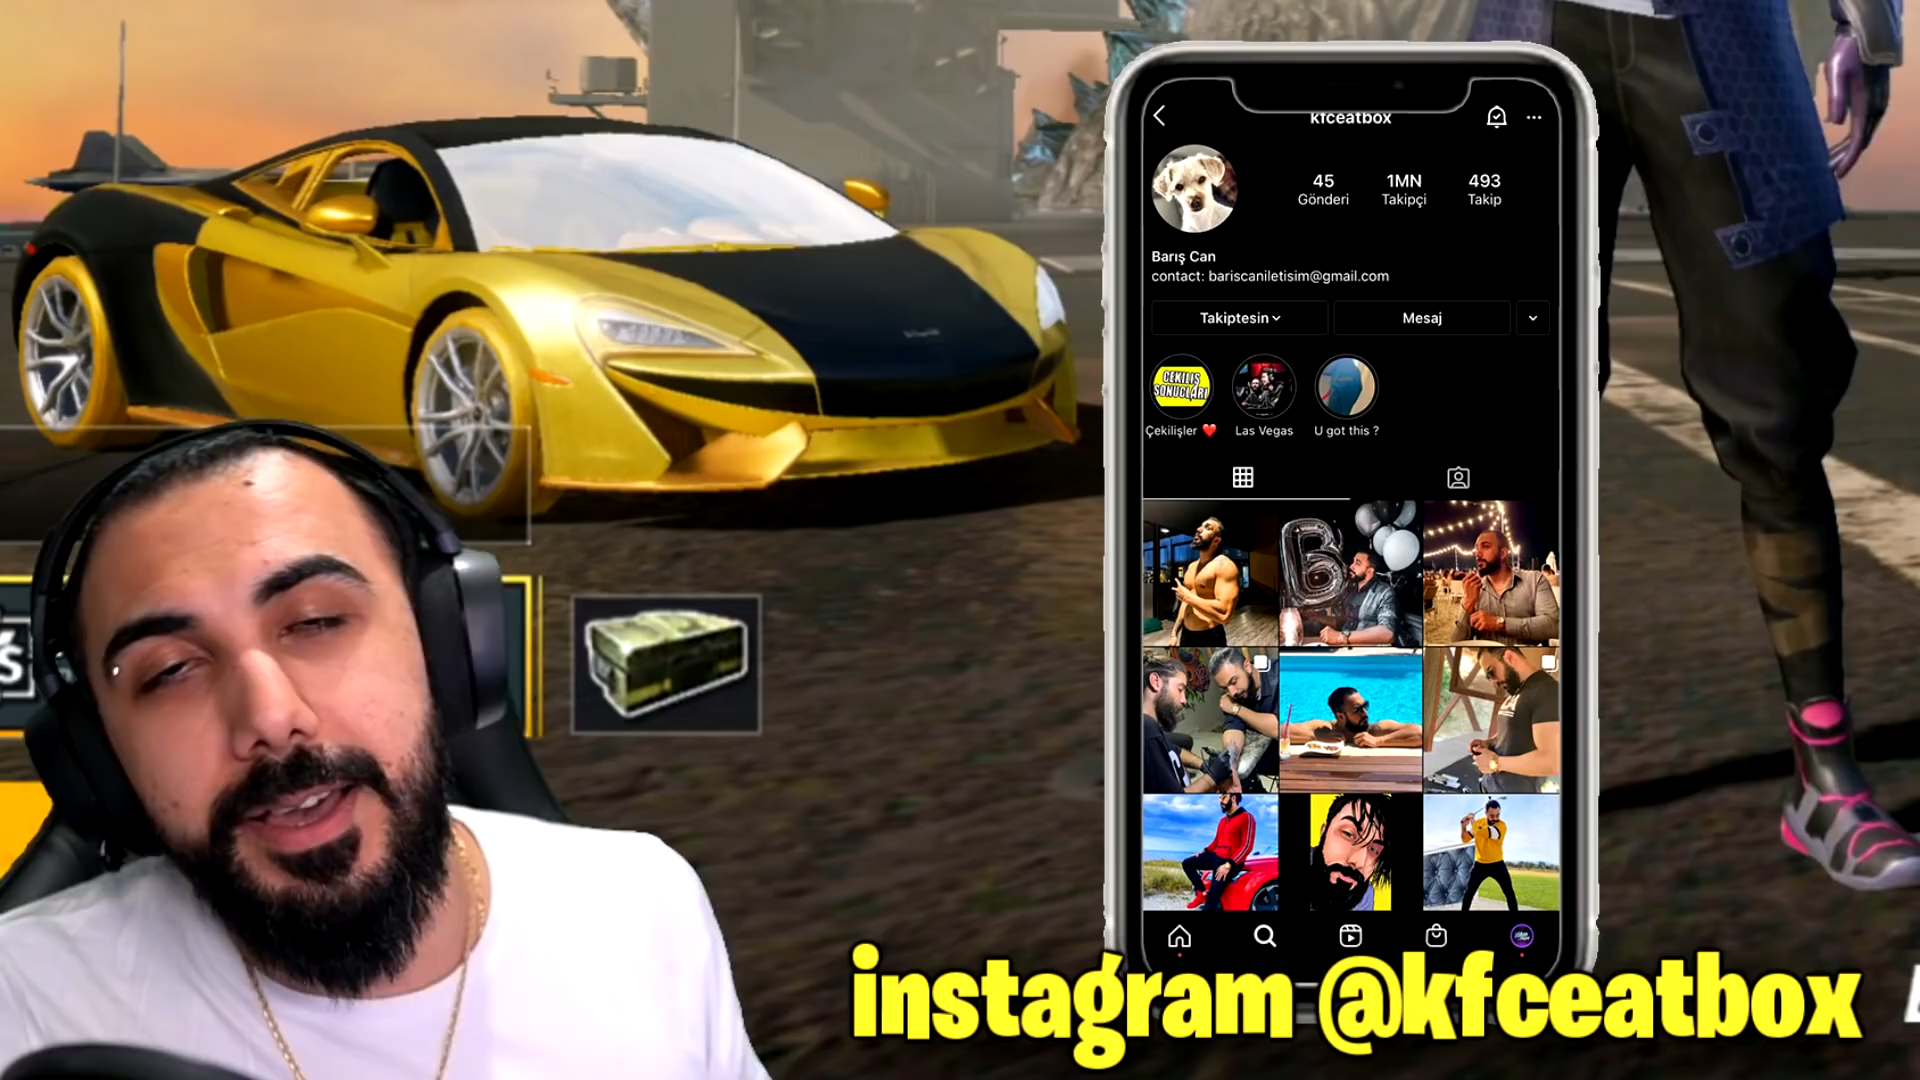 kfceatbox
45
1MN
493
Gönderi
Takipçi
Takip
Barış Can
contact: bariscaniletisim@gmail.com
Takiptesin
Mesaj
ÇEKİLİŞ
SONUÇLARI
Çekilişler ❤️
Las Vegas
U got this ?
B
instagram @kfceatbox